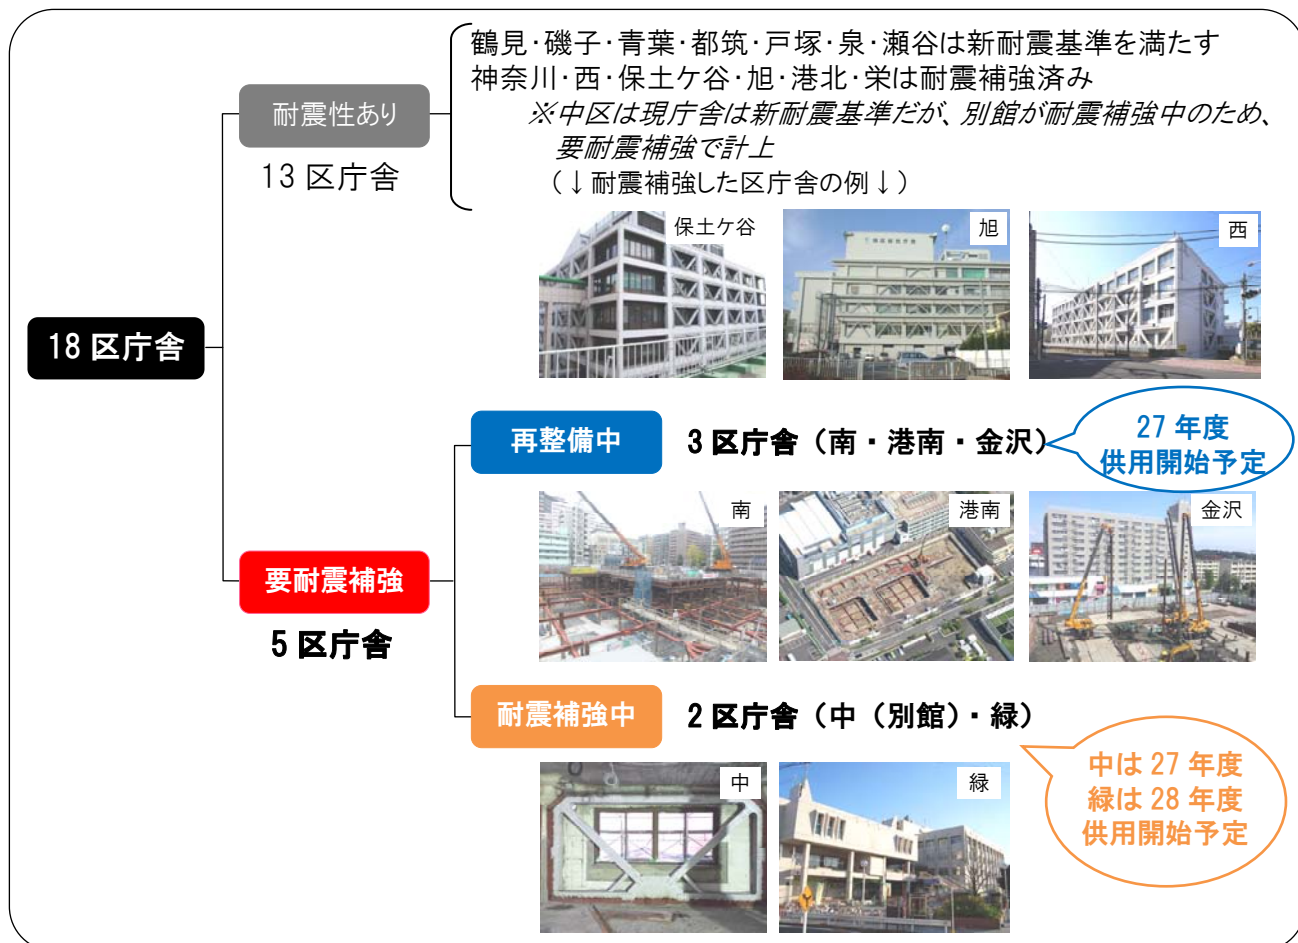 鶴見・磯子・青葉・都筑・戸塚・泉・瀬谷は新耐震基準を満たす
神奈川・西・保土ケ谷・旭・港北・栄は耐震補強済み
※中区は現庁舎は新耐震基準だが、別館が耐震補強中のため、
要耐震補強で計上
(↓耐震補強した区庁舎の例↓)
耐震性あり
13 区庁舎
保土ケ谷
旭
西
18 区庁舎
再整備中
3 区庁舎（南・港南・金沢）
27 年度
供用開始予定
南
港南
金沢
要耐震補強
5 区庁舎
耐震補強中
2 区庁舎（中（別館）・緑）
中は 27 年度
緑は 28 年度
供用開始予定
中
緑